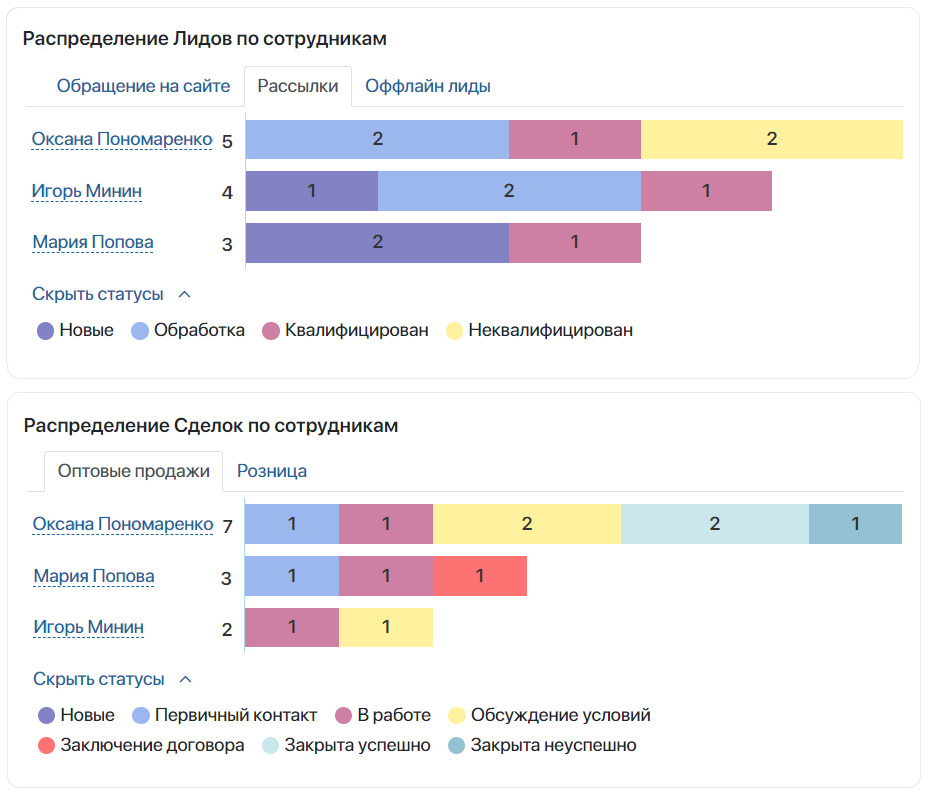 Распределение Лидов по сотрудникам
Обращение на сайте Рассылки Оффлайн лиды
Оксана Пономаренко 5 2 1 2
Игорь Минин 4 1 2 1
Мария Попова 3 2 1
Скрыть статусы
Новые Обработка Квалифицирован Неквалифицирован
Распределение Сделок по сотрудникам
Оптовые продажи Розница
Оксана Пономаренко 7 1 1 2 2 1
Мария Попова 3 1 1 1
Игорь Минин 2 1 1
Скрыть статусы
Новые Первичный контакт В работе Обсуждение условий
Заключение договора Закрыта успешно Закрыта неуспешно